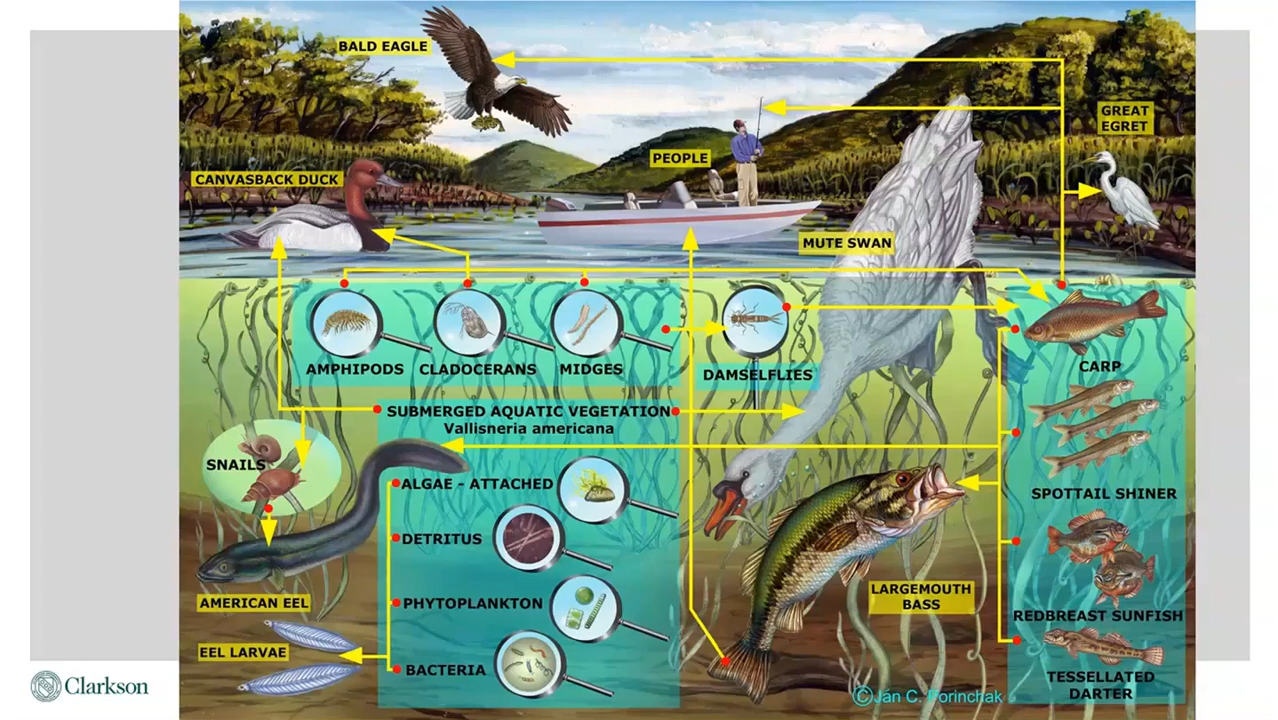 BALD EAGLE
GREAT
EGRET
PEOPLE
CANVASBACK DUCK
MUTE SWAN
AMPHIPODS
CLADOCERANS
MIDGES
DAMSELFLIES
CARP
SUBMERGED AQUATIC VEGETATION
Vallisneria americana
SNAILS
ALGAE - ATTACHED
SPOTTAIL SHINER
DETRITUS
AMERICAN EEL
PHYTOPLANKTON
LARGEMOUTH
BASS
REDBREAST SUNFISH
EEL LARVAE
BACTERIA
TESSELLATED
DARTER
Clarkson
©Jan C. Porinchak